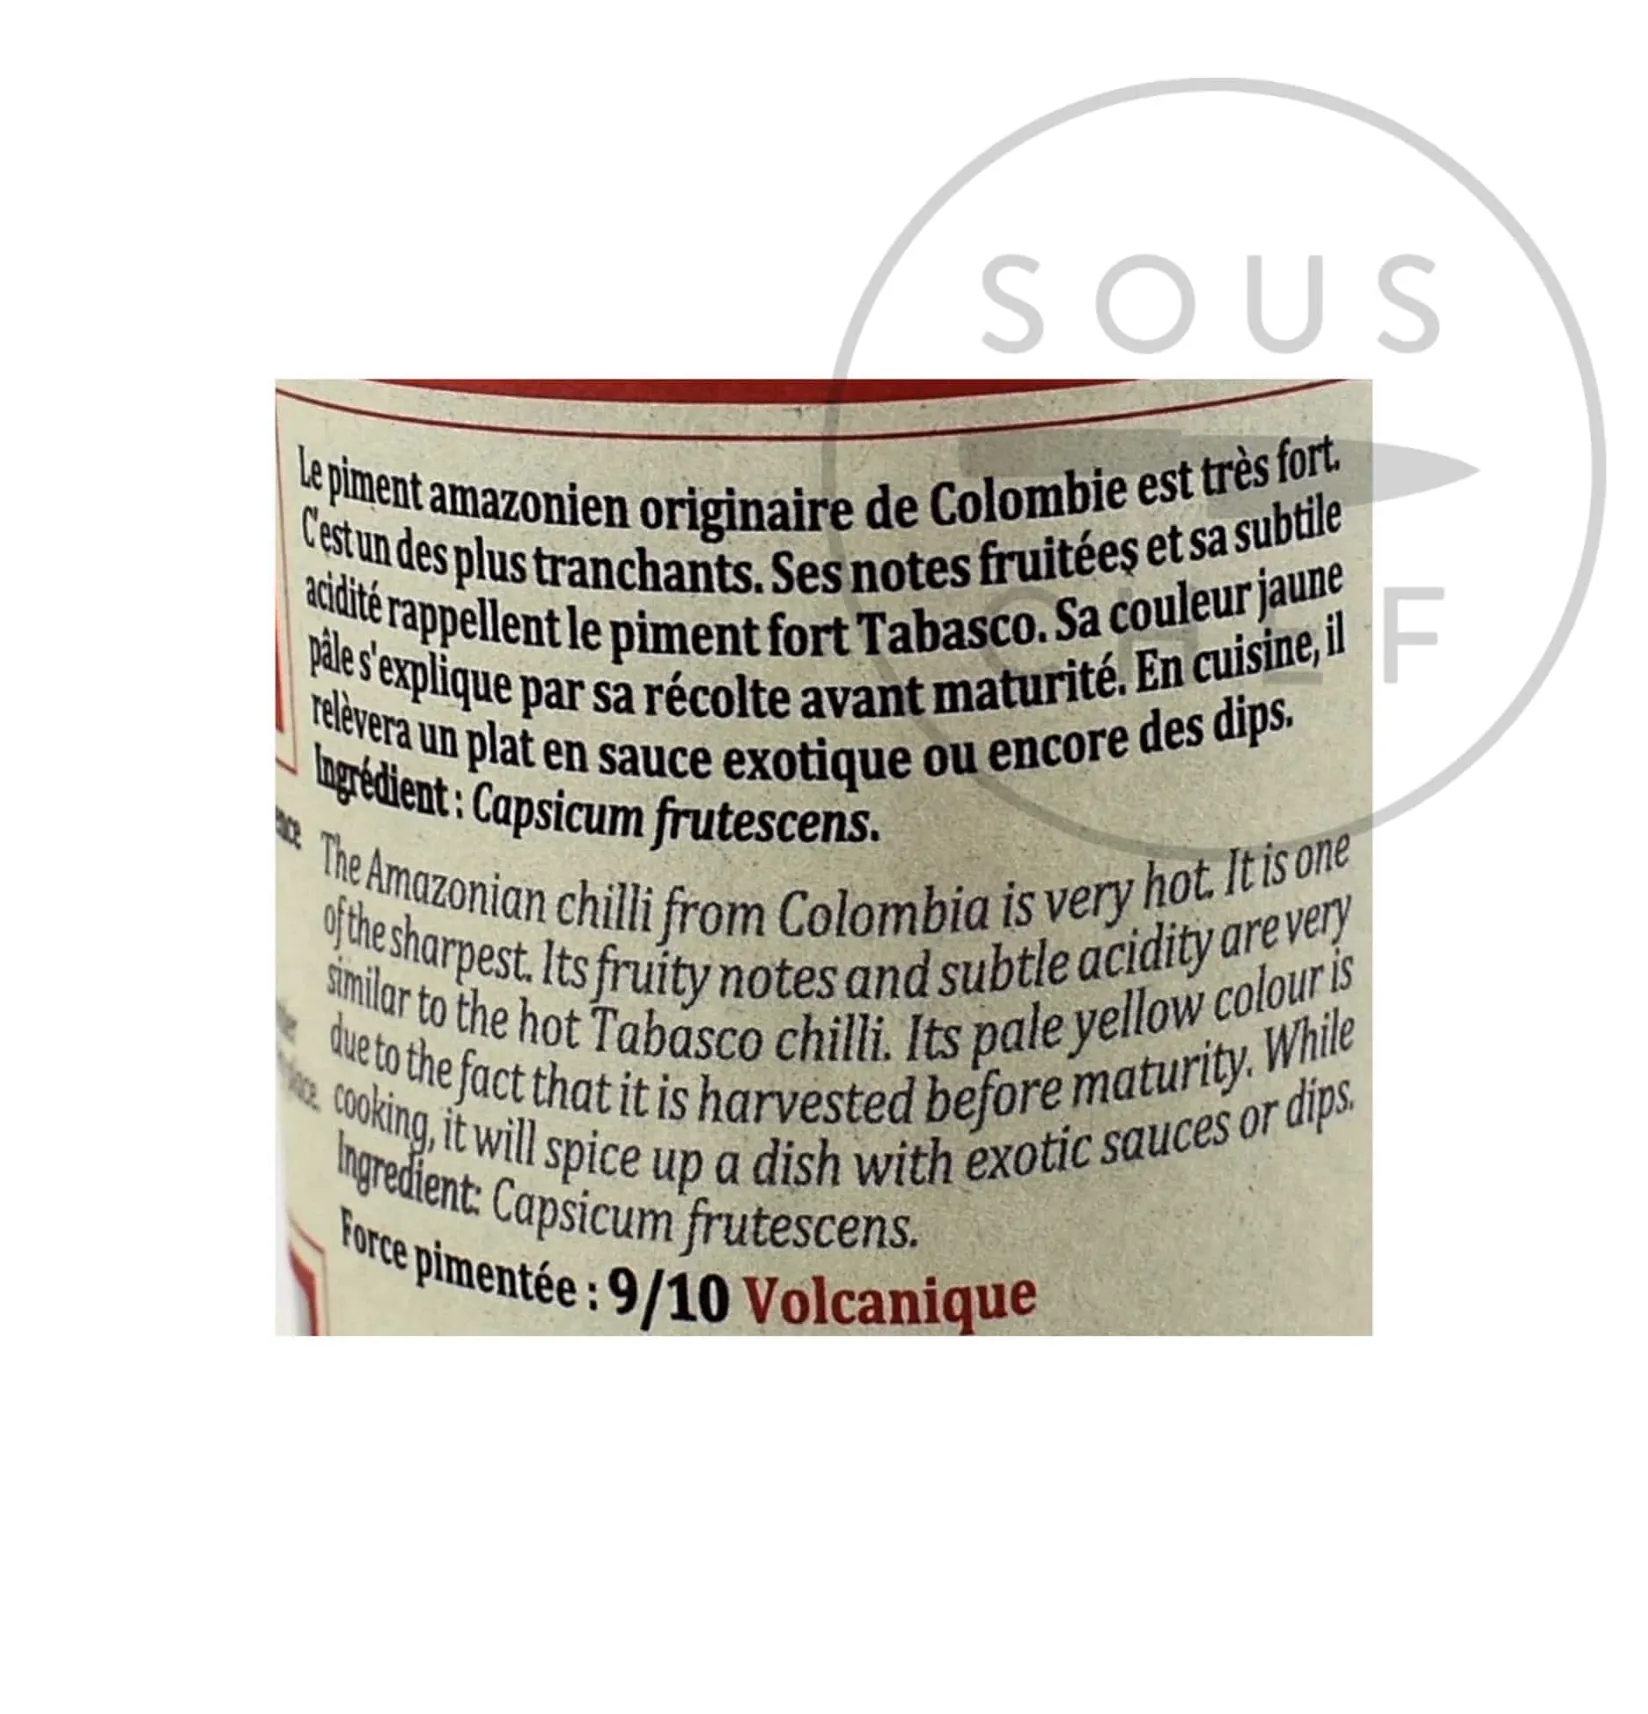 SOUS
CHEF
Le piment amazonien originaire de Colombie est très fort.
C'est un des plus tranchants. Ses notes fruitées et sa subtile
acidité rappellent le piment fort Tabasco. Sa couleur jaune
pâle s'explique par sa récolte avant maturité. En cuisine, il
relèvera un plat en sauce exotique ou encore des dips.
Ingrédient : Capsicum frutescens.
The Amazonian chilli from Colombia is very hot. It is one
of the sharpest. Its fruity notes and subtle acidity are very
similar to the hot Tabasco chilli. Its pale yellow colour is
due to the fact that it is harvested before maturity. While
cooking, it will spice up a dish with exotic sauces or dips.
Ingredient: Capsicum frutescens.
Force pimentée : 9/10 Volcanique